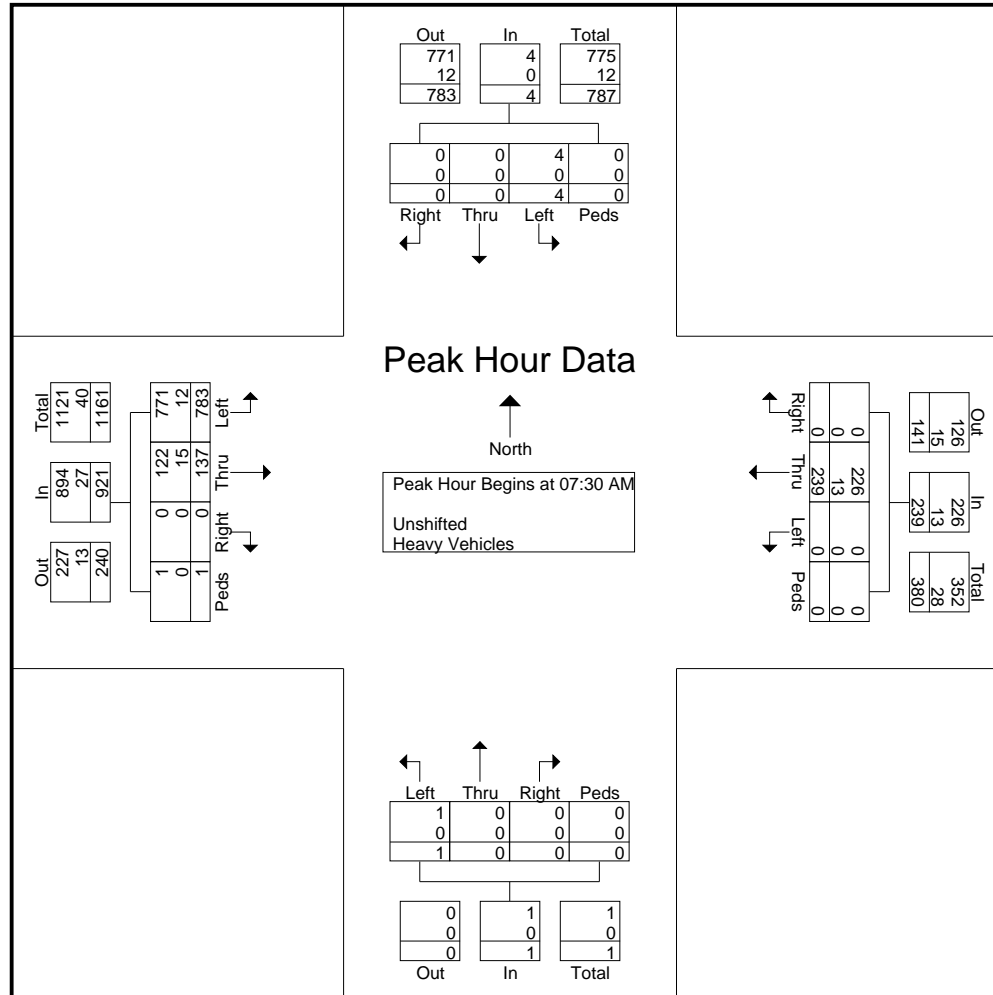 Out In Total
771 4 775
12 0 12
783 4 787
0 0 4 0
0 0 0 0
0 0 4 0
Right Thru Left Peds
Peak Hour Data
North
Peak Hour Begins at 07:30 AM
Unshifted
Heavy Vehicles
Total In Out
1121 894 227
40 27 13
1161 921 240
771 122 0 1
12 15 0 0
783 137 0 1
Left Thru Right Peds
Out In Total
126 226 352
15 13 28
141 239 380
0 226 0 0
0 13 0 0
0 239 0 0
Right Thru Left Peds
Left Thru Right Peds
1 0 0 0
0 0 0 0
1 0 0 0
0 1 1
0 0 0
0 1 1
Out In Total